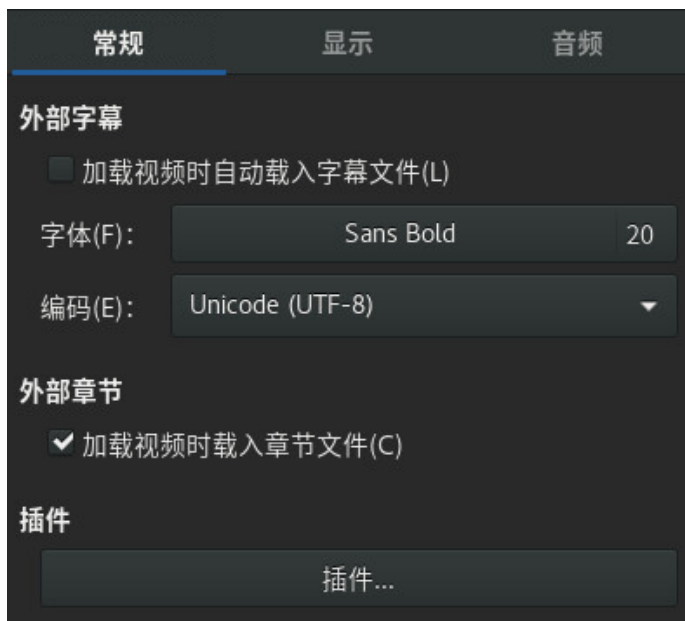 常规 显示 音频
外部字幕
加载视频时自动载入字幕文件(L)
字体(F)： Sans Bold 20
编码(E)： Unicode (UTF-8)
外部章节
加载视频时载入章节文件(C)
插件
插件...